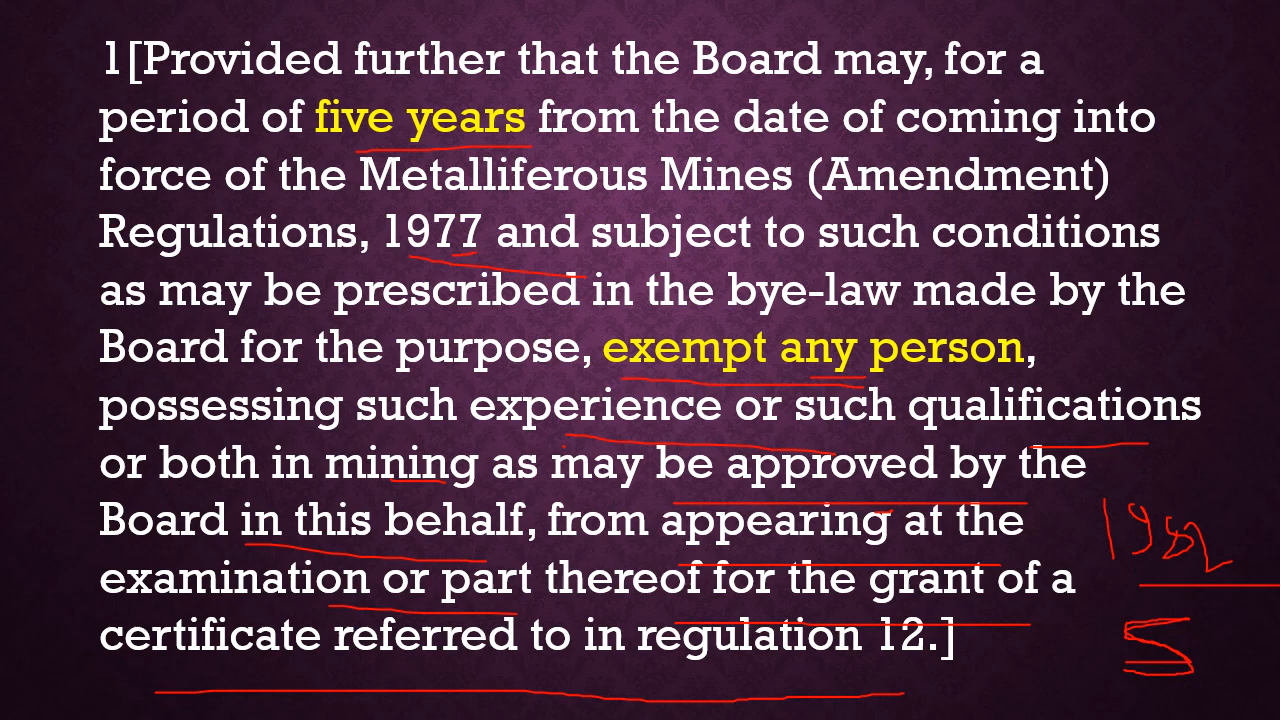 1[Provided further that the Board may, for a
period of five years from the date of coming into
force of the Metalliferous Mines (Amendment)
Regulations, 1977 and subject to such conditions
as may be prescribed in the bye-law made by the
Board for the purpose, exempt any person,
possessing such experience or such qualifications
or both in mining as may be approved by the
Board in this behalf, from appearing at the
examination or part thereof for the grant of a
certificate referred to in regulation 12.]
1982
5